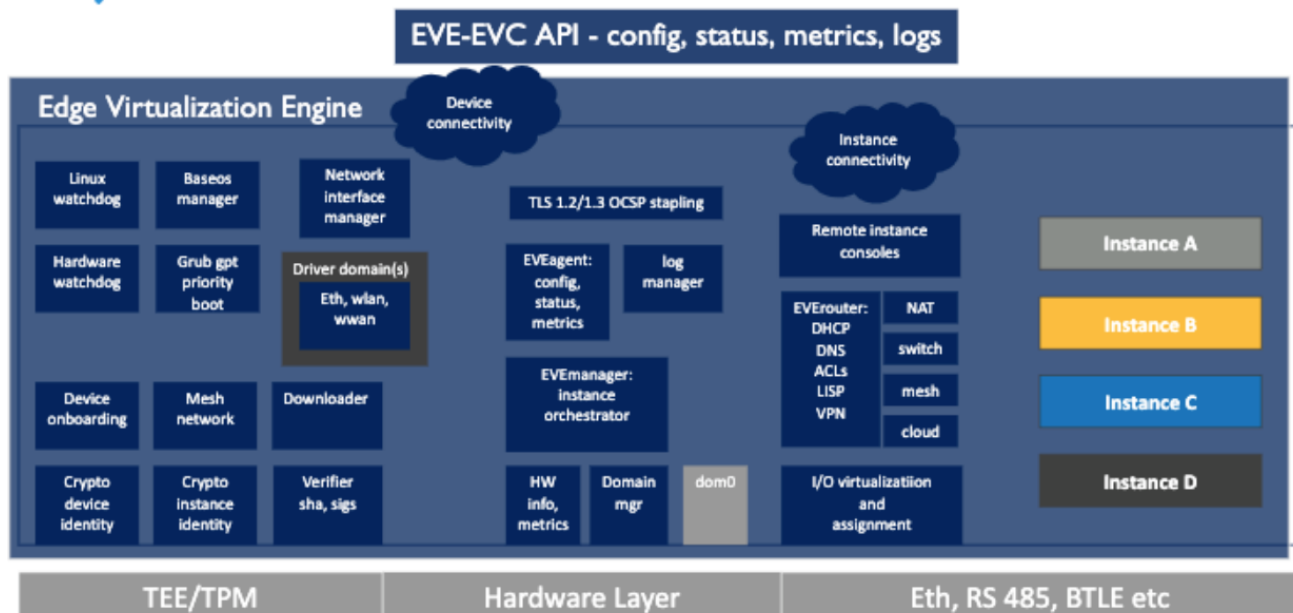 EVE-EVC API - config, status, metrics, logs
Edge Virtualization Engine
Device
connectivity
Instance
connectivity
Linux
watchdog
Baseos
manager
Network
interface
manager
TLS 1.2/1.3 OCSP stapling
Remote instance
consoles
Instance A
Hardware
watchdog
Grub gpt
priority
boot
Driver domain(s)
Eth, wlan,
wwan
EVEagent:
config,
status,
metrics
log
manager
EVErouter:
DHCP
DNS
ACLs
LISP
VPN
NAT
switch
mesh
cloud
Instance B
Device
onboarding
Mesh
network
Downloader
EVEmanager:
instance
orchestrator
Instance C
Crypto
device
identity
Crypto
instance
identity
Verifier
sha, sigs
HW
info,
metrics
Domain
mgr
dom0
I/O virtualizatiion
and
assignment
Instance D
TEE/TPM
Hardware Layer
Eth, RS 485, BTLE etc